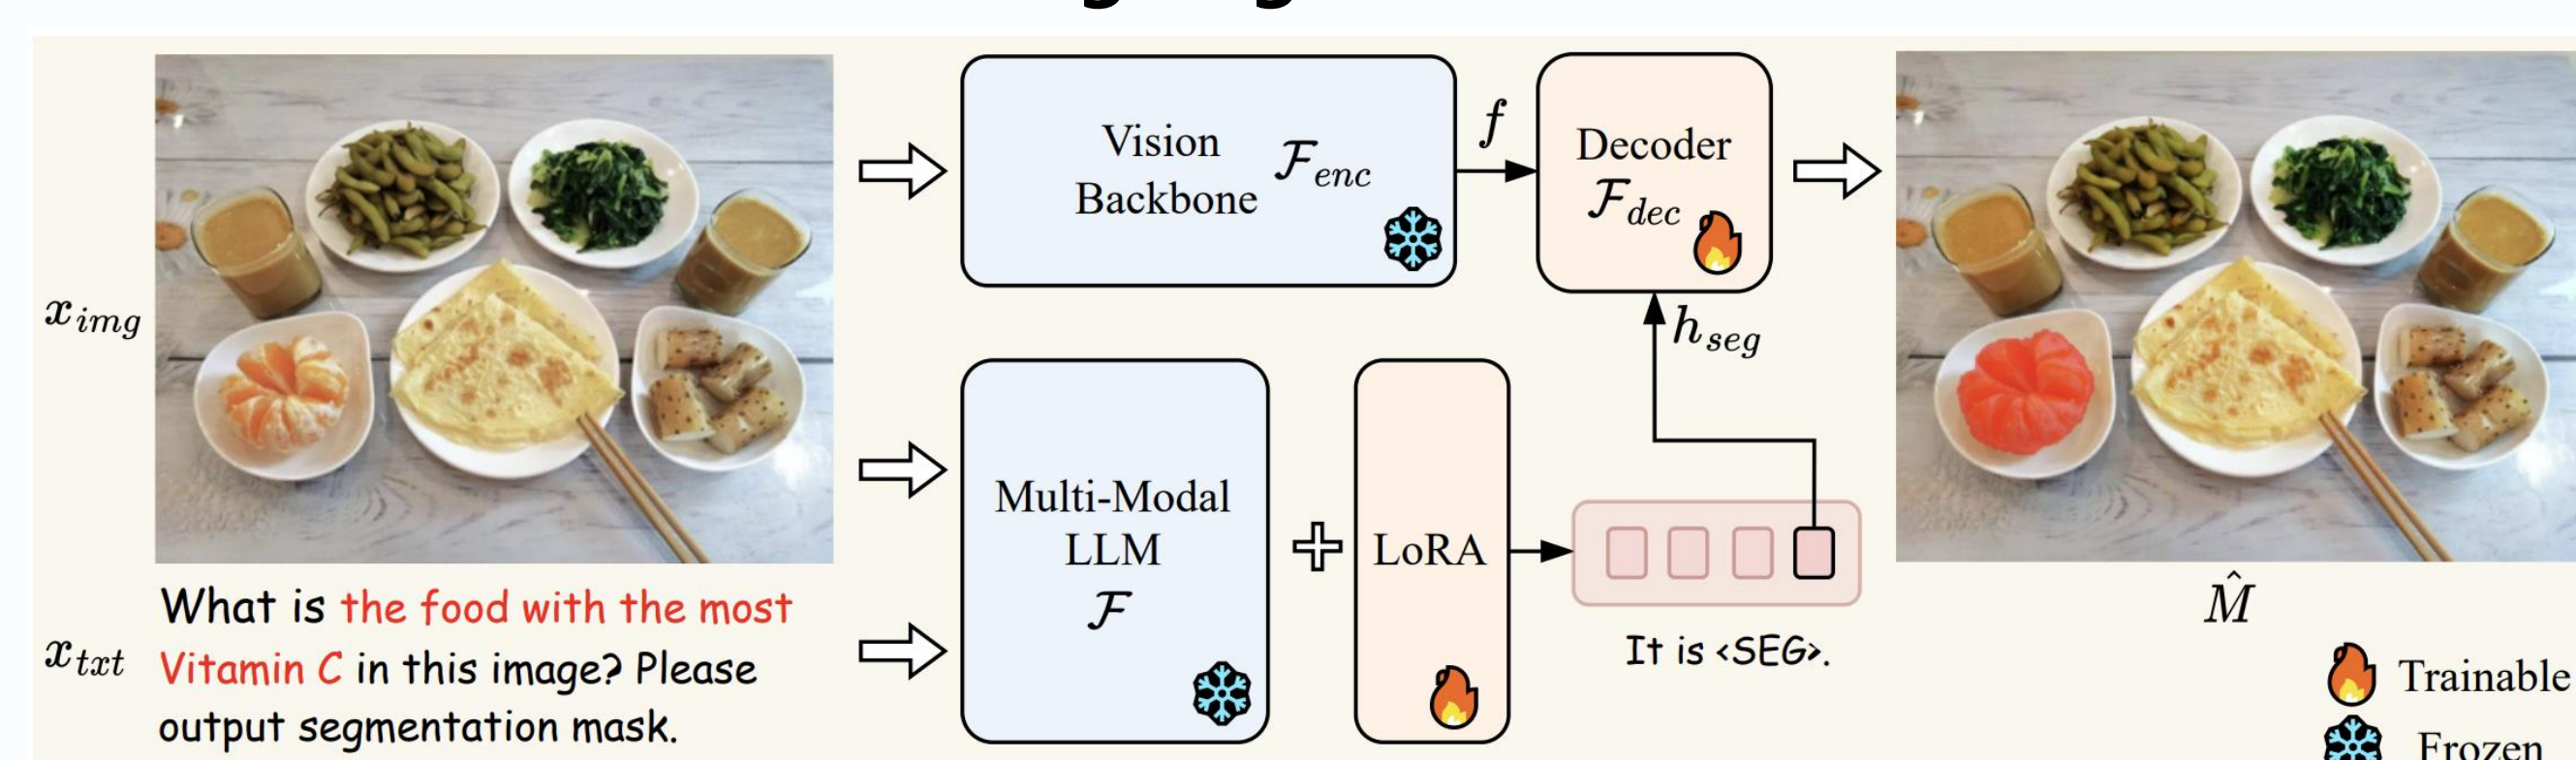 x_img
What is the food with the most
Vitamin C in this image? Please
output segmentation mask.
x_txt
Vision
Backbone
ℱ_enc
f
Decoder
ℱ_dec
h_seg
Multi-Modal
LLM
ℱ
LoRA
It is <SEG>.
M̂
Trainable
Frozen